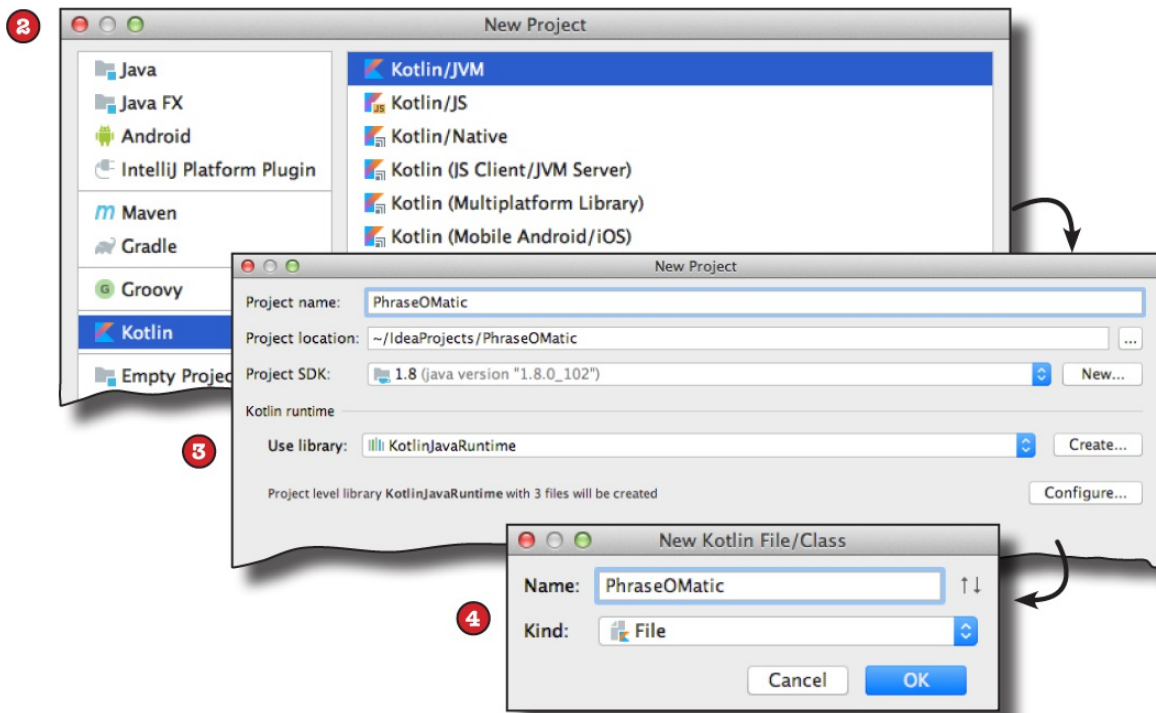 2
New Project
Java
Java FX
Android
IntelliJ Platform Plugin
Maven
Gradle
Groovy
Kotlin
Empty Projec
Kotlin/JVM
Kotlin/JS
Kotlin/Native
Kotlin (JS Client/JVM Server)
Kotlin (Multiplatform Library)
Kotlin (Mobile Android/iOS)
3
New Project
Project name: PhraseOMatic
Project location: ~/IdeaProjects/PhraseOMatic ...
Project SDK: 1.8 (java version "1.8.0_102") New...
Kotlin runtime
Use library: KotlinJavaRuntime Create...
Project level library KotlinJavaRuntime with 3 files will be created Configure...
4
New Kotlin File/Class
Name: PhraseOMatic ↑↓
Kind: File
Cancel OK